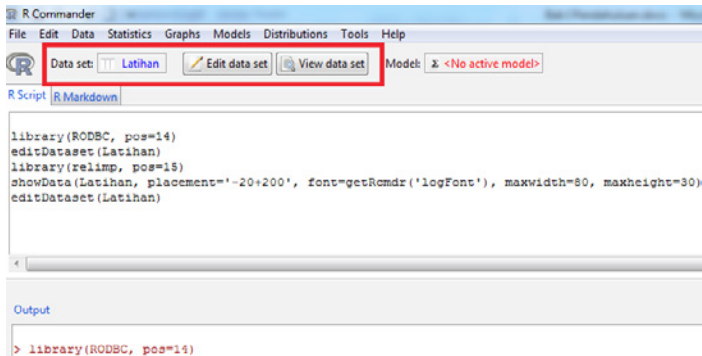 R Commander
File Edit Data Statistics Graphs Models Distributions Tools Help
R Data set: Latihan Edit data set View data set Model: Σ <No active model>
R Script R Markdown
library(RODBC, pos=14)
editDataset(Latihan)
library(relimp, pos=15)
showData(Latihan, placement='-20+200', font=getRcmdr('logFont'), maxwidth=80, maxheight=30)
editDataset(Latihan)
Output
> library(RODBC, pos=14)